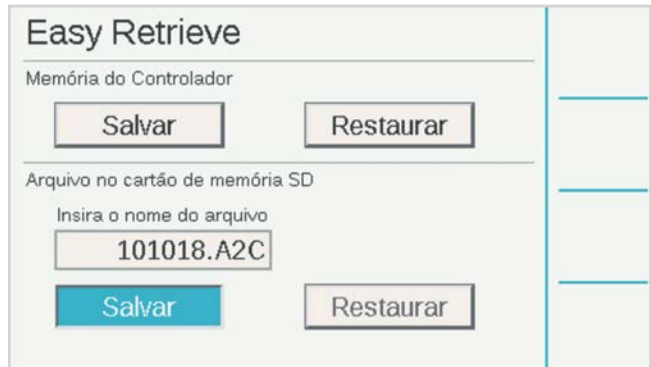 Easy Retrieve
Memória do Controlador
Salvar Restaurar
Arquivo no cartão de memória SD
Insira o nome do arquivo
101018.A2C
Salvar Restaurar